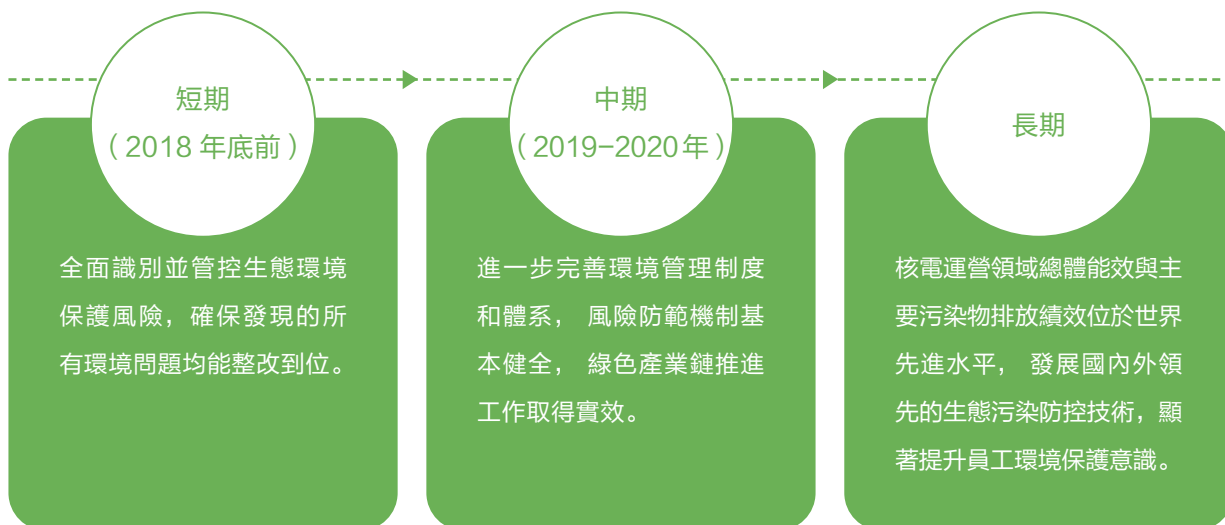 短期
（2018 年底前）
全面識別並管控生態環境
保護風險，確保發現的所
有環境問題均能整改到位。
中期
（2019-2020年）
進一步完善環境管理制度
和體系， 風險防範機制基
本健全， 綠色產業鏈推進
工作取得實效。
長期
核電運營領域總體能效與主
要污染物排放績效位於世界
先進水平， 發展國內外領
先的生態污染防控技術，顯
著提升員工環境保護意識。